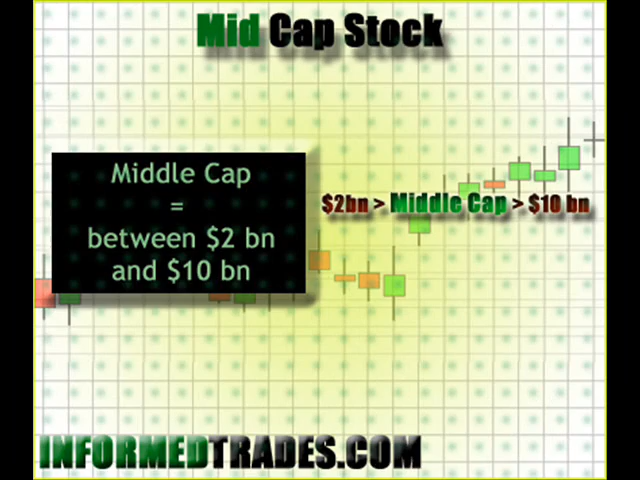 Mid Cap Stock
Middle Cap
=
between $2 bn
and $10 bn
$2bn > Middle Cap > $10 bn
INFORMEDTRADES.COM